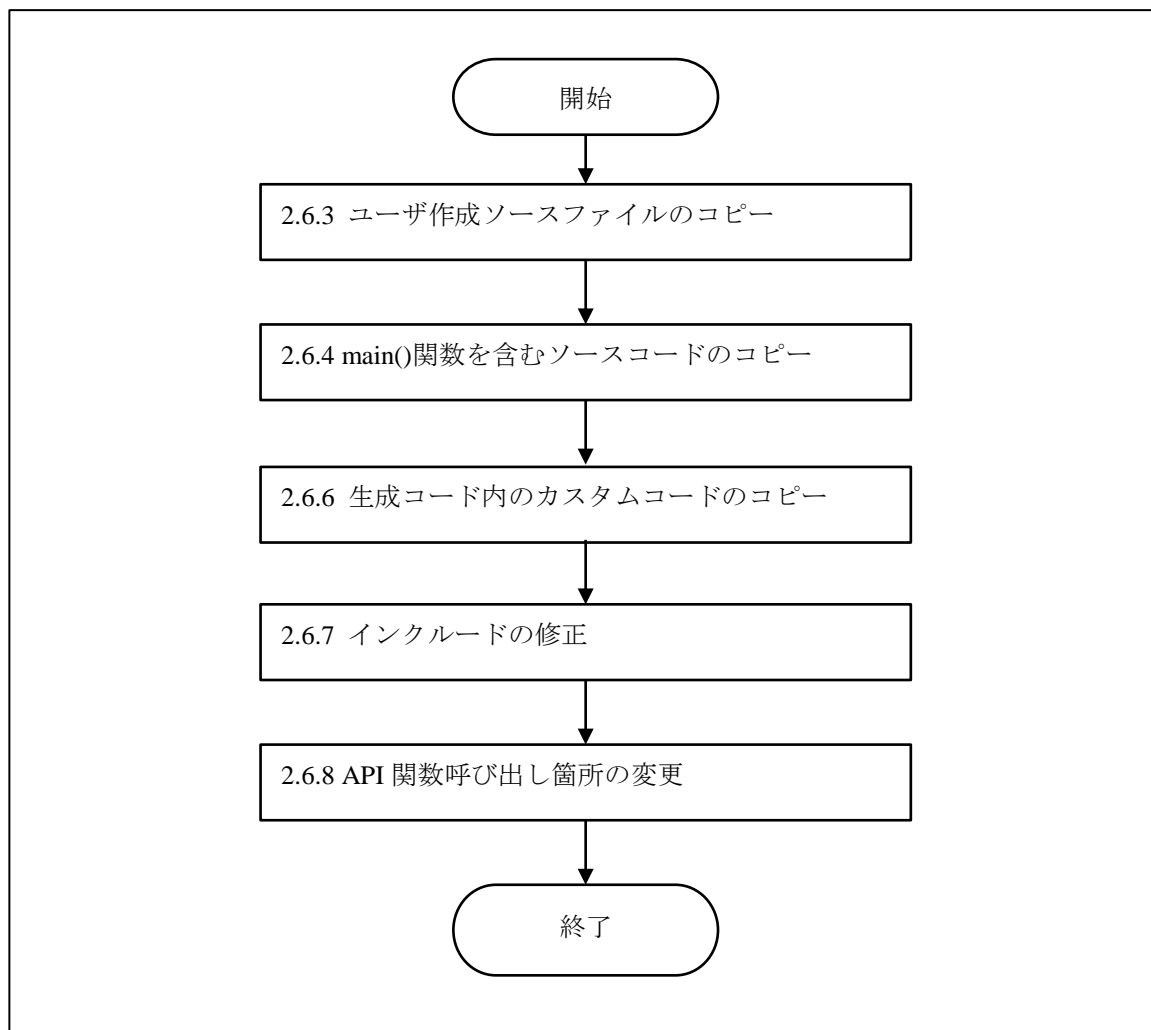 開始
2.6.3 ユーザ作成ソースファイルのコピー
2.6.4 main()関数を含むソースコードのコピー
2.6.6 生成コード内のカスタムコードのコピー
2.6.7 インクルードの修正
2.6.8 API 関数呼び出し箇所の変更
終了